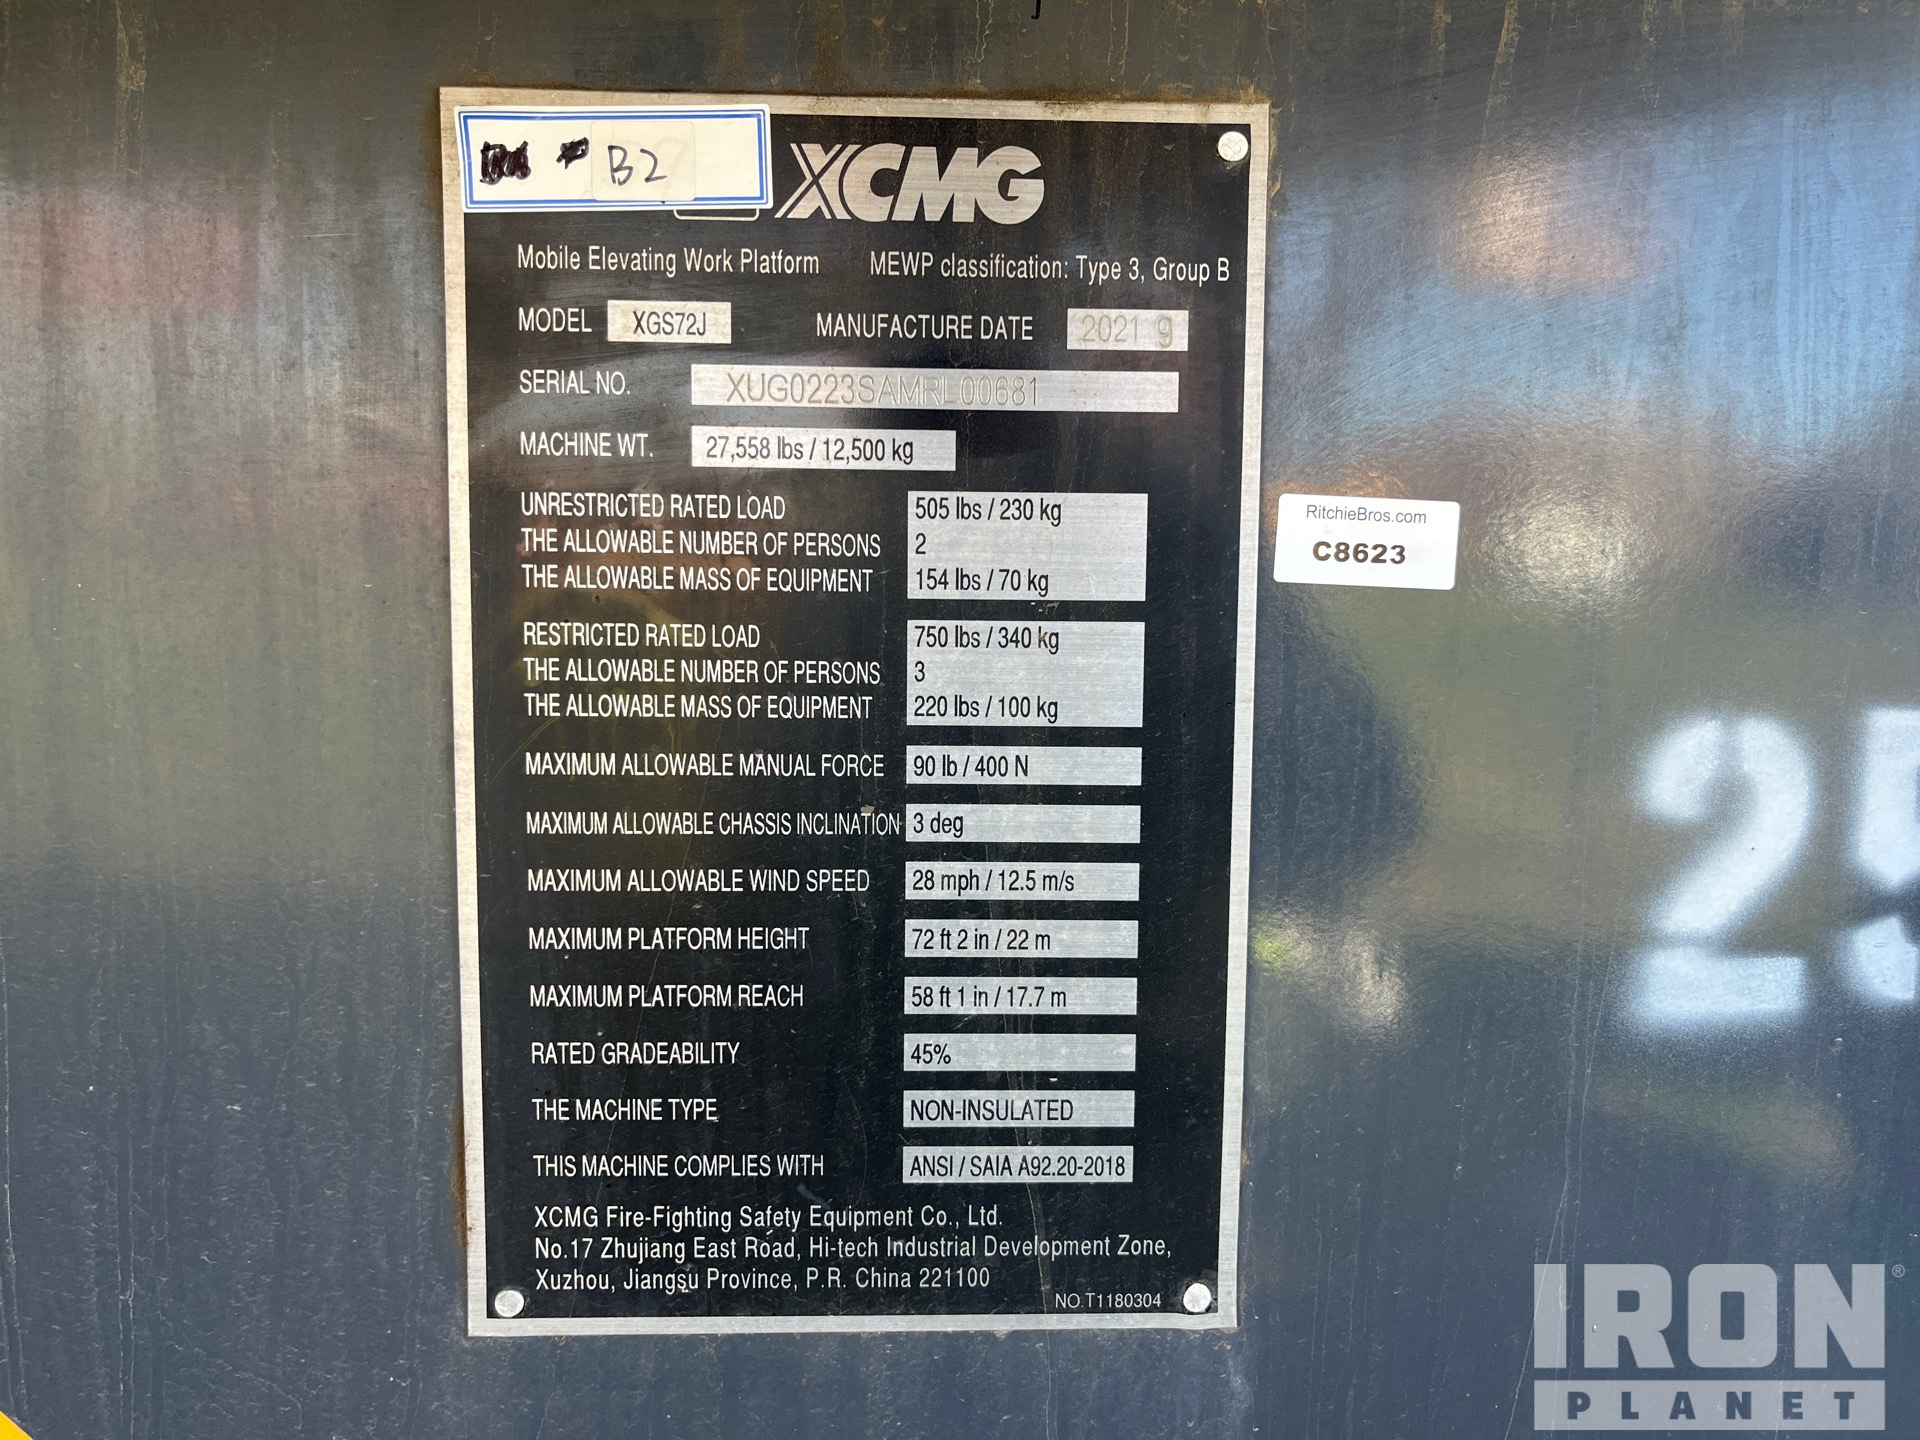 B2
XCMG
Mobile Elevating Work Platform MEWP classification: Type 3, Group B
MODEL XGS72J MANUFACTURE DATE 2021 9
SERIAL NO. XUG0223SAMRL00681
MACHINE WT. 27,558 lbs / 12,500 kg
UNRESTRICTED RATED LOAD 505 lbs / 230 kg
THE ALLOWABLE NUMBER OF PERSONS 2
THE ALLOWABLE MASS OF EQUIPMENT 154 lbs / 70 kg
RESTRICTED RATED LOAD 750 lbs / 340 kg
THE ALLOWABLE NUMBER OF PERSONS 3
THE ALLOWABLE MASS OF EQUIPMENT 220 lbs / 100 kg
MAXIMUM ALLOWABLE MANUAL FORCE 90 lb / 400 N
MAXIMUM ALLOWABLE CHASSIS INCLINATION 3 deg
MAXIMUM ALLOWABLE WIND SPEED 28 mph / 12.5 m/s
MAXIMUM PLATFORM HEIGHT 72 ft 2 in / 22 m
MAXIMUM PLATFORM REACH 58 ft 1 in / 17.7 m
RATED GRADEABILITY 45%
THE MACHINE TYPE NON-INSULATED
THIS MACHINE COMPLIES WITH ANSI / SAIA A92.20-2018
XCMG Fire-Fighting Safety Equipment Co., Ltd.
No.17 Zhujiang East Road, Hi-tech Industrial Development Zone,
Xuzhou, Jiangsu Province, P.R. China 221100
NO.T1180304
RitchieBros.com
C8623
25
IRON®
PLANET